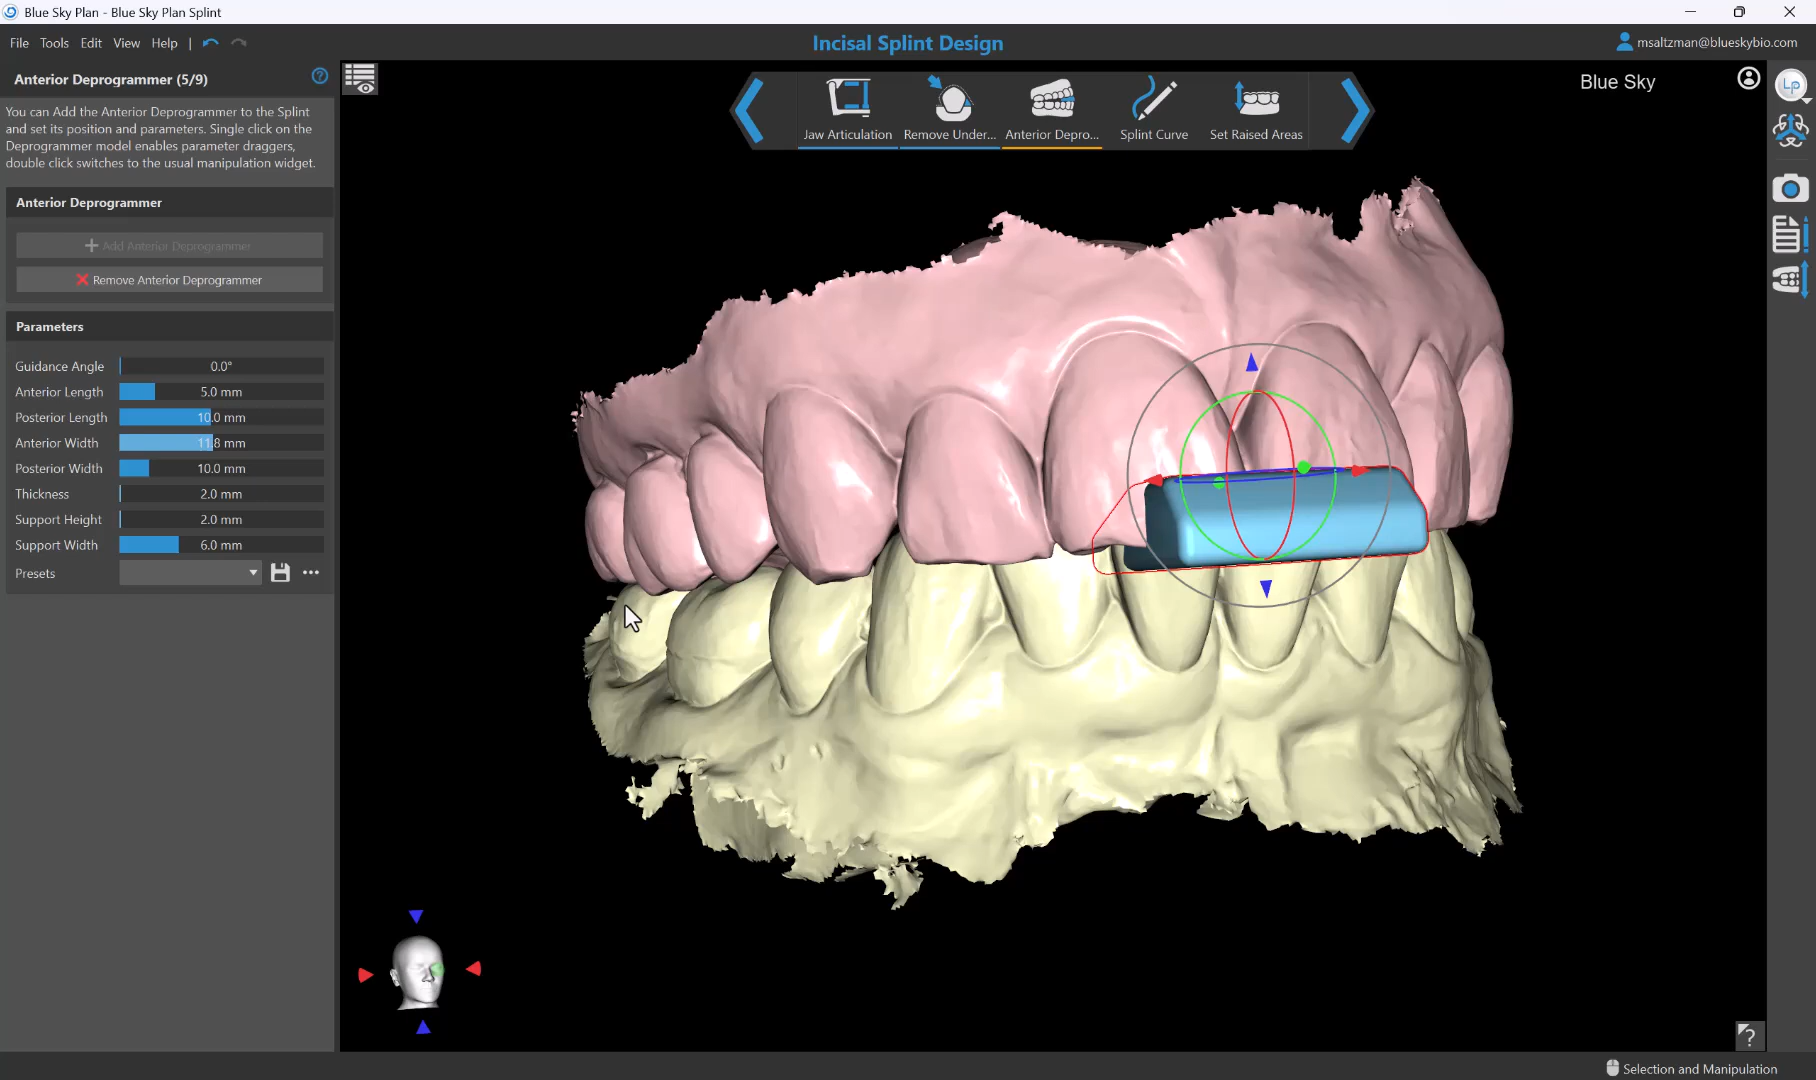 Blue Sky Plan - Blue Sky Plan Splint
File Tools Edit View Help |
Incisal Splint Design
msaltzman@blueskybio.com
Anterior Deprogrammer (5/9)
You can Add the Anterior Deprogrammer to the Splint
and set its position and parameters. Single click on the
Deprogrammer model enables parameter draggers,
double click switches to the usual manipulation widget.
Anterior Deprogrammer
Add Anterior Deprogrammer
Remove Anterior Deprogrammer
Parameters
Guidance Angle 0.0°
Anterior Length 5.0 mm
Posterior Length 10.0 mm
Anterior Width 11.8 mm
Posterior Width 10.0 mm
Thickness 2.0 mm
Support Height 2.0 mm
Support Width 6.0 mm
Presets
Jaw Articulation
Remove Under...
Anterior Depro...
Splint Curve
Set Raised Areas
Blue Sky
Lp
?
Selection and Manipulation